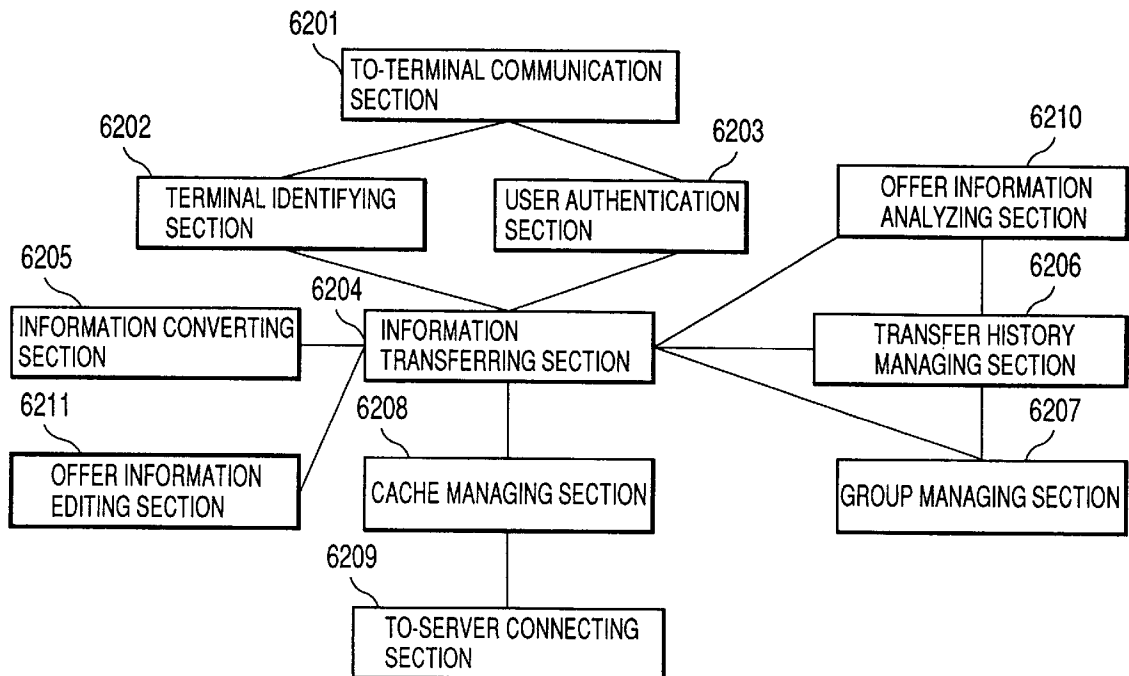 6201
TO-TERMINAL COMMUNICATION
SECTION
6202
TERMINAL IDENTIFYING
SECTION
6203
USER AUTHENTICATION
SECTION
6210
OFFER INFORMATION
ANALYZING SECTION
6205
INFORMATION CONVERTING
SECTION
6204
INFORMATION
TRANSFERRING SECTION
6206
TRANSFER HISTORY
MANAGING SECTION
6211
OFFER INFORMATION
EDITING SECTION
6208
CACHE MANAGING SECTION
6207
GROUP MANAGING SECTION
6209
TO-SERVER CONNECTING
SECTION